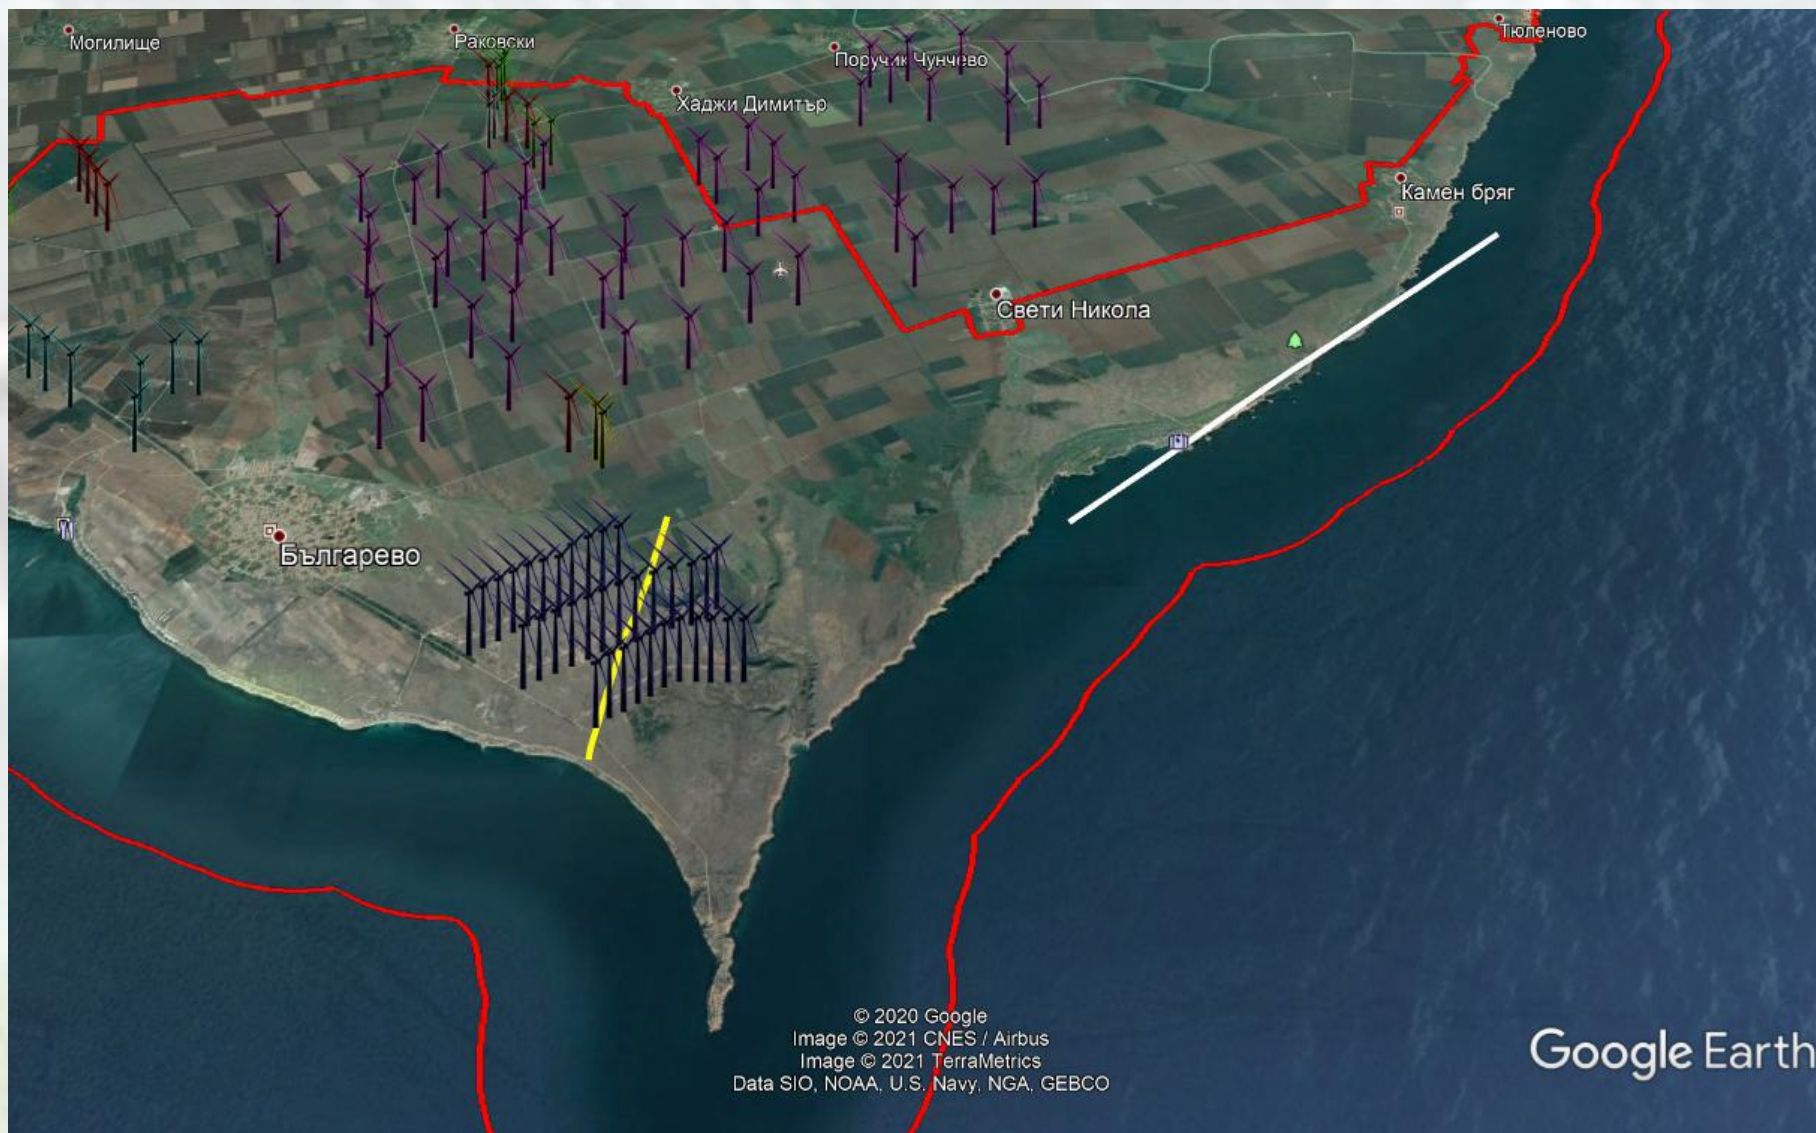 Могилище
Раковски
Поручик Чунчево
Тюленово
Хаджи Димитър
Камен бряг
Свети Никола
Българево
© 2020 Google
Image © 2021 CNES / Airbus
Image © 2021 TerraMetrics
Data SIO, NOAA, U.S. Navy, NGA, GEBCO
Google Earth